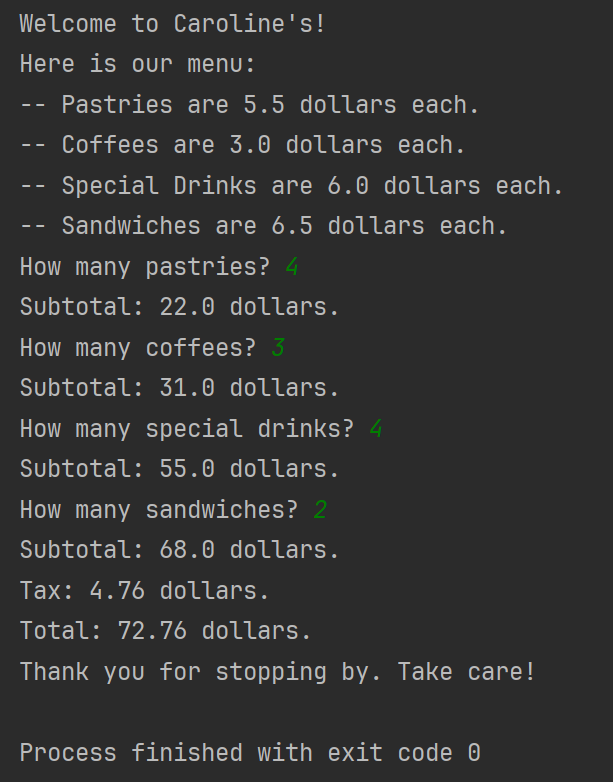 Welcome to Caroline's!
Here is our menu:
-- Pastries are 5.5 dollars each.
-- Coffees are 3.0 dollars each.
-- Special Drinks are 6.0 dollars each.
-- Sandwiches are 6.5 dollars each.
How many pastries? 4
Subtotal: 22.0 dollars.
How many coffees? 3
Subtotal: 31.0 dollars.
How many special drinks? 4
Subtotal: 55.0 dollars.
How many sandwiches? 2
Subtotal: 68.0 dollars.
Tax: 4.76 dollars.
Total: 72.76 dollars.
Thank you for stopping by. Take care!

Process finished with exit code 0